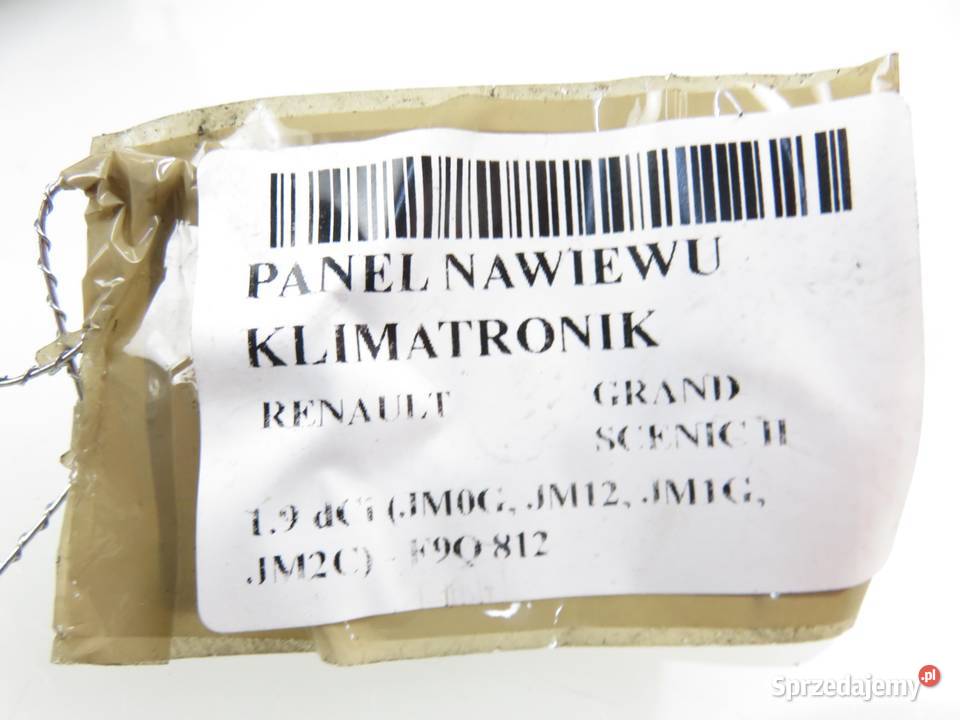 PANEL NAWIEWU
KLIMATRONIK
RENAULT GRAND
SCENIC II
1.9 dCi (JM0G, JM12, JM1G,
JM2C) - F9Q 812
Sprzedajemy.pl